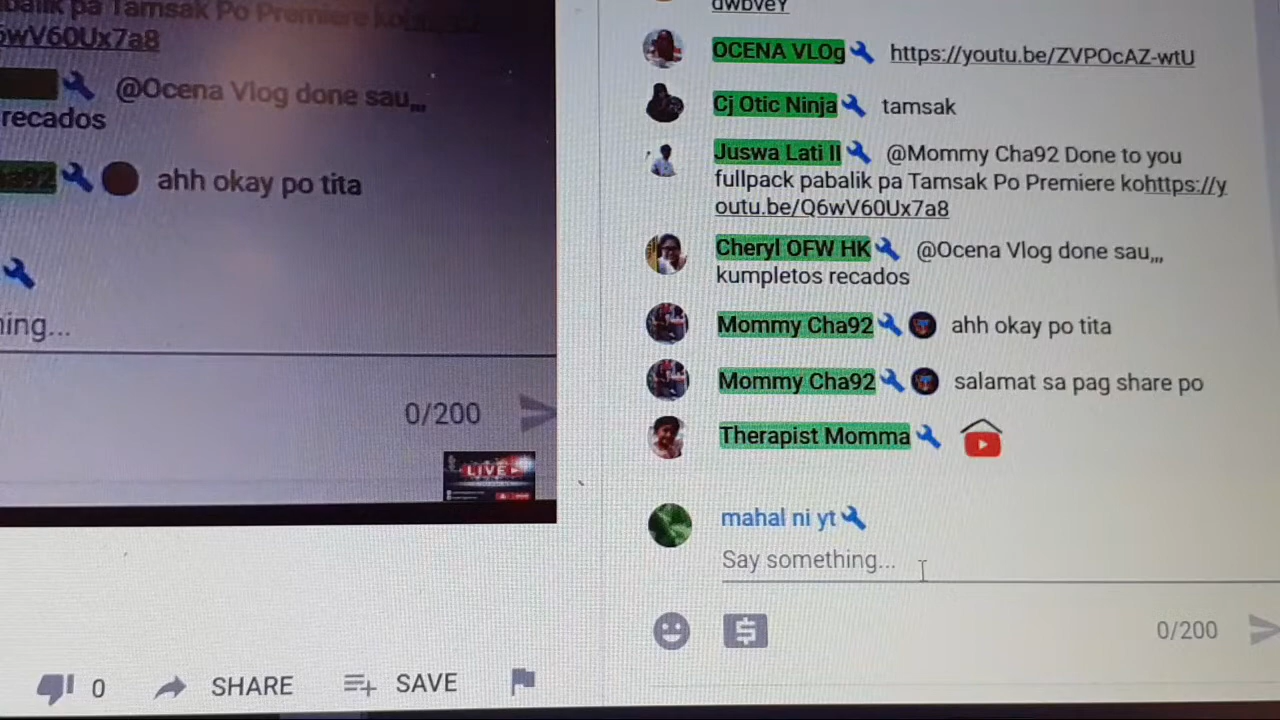 pabalik pa Tamsak Po Premiere ko
6wV60Ux7a8
@Ocena Vlog done sau,,,
recados
ahh okay po tita
0/200
LIVE
dwbveY
OCENA VLOg https://youtu.be/ZVPOcAZ-wtU
Cj Otic Ninja tamsak
Juswa Lati II @Mommy Cha92 Done to you
fullpack pabalik pa Tamsak Po Premiere kohttps://y
outu.be/Q6wV60Ux7a8
Cheryl OFW HK @Ocena Vlog done sau,,,
kumpletos recados
Mommy Cha92 ahh okay po tita
Mommy Cha92 salamat sa pag share po
Therapist Momma
mahal ni yt
Say something...
0/200
0 SHARE SAVE